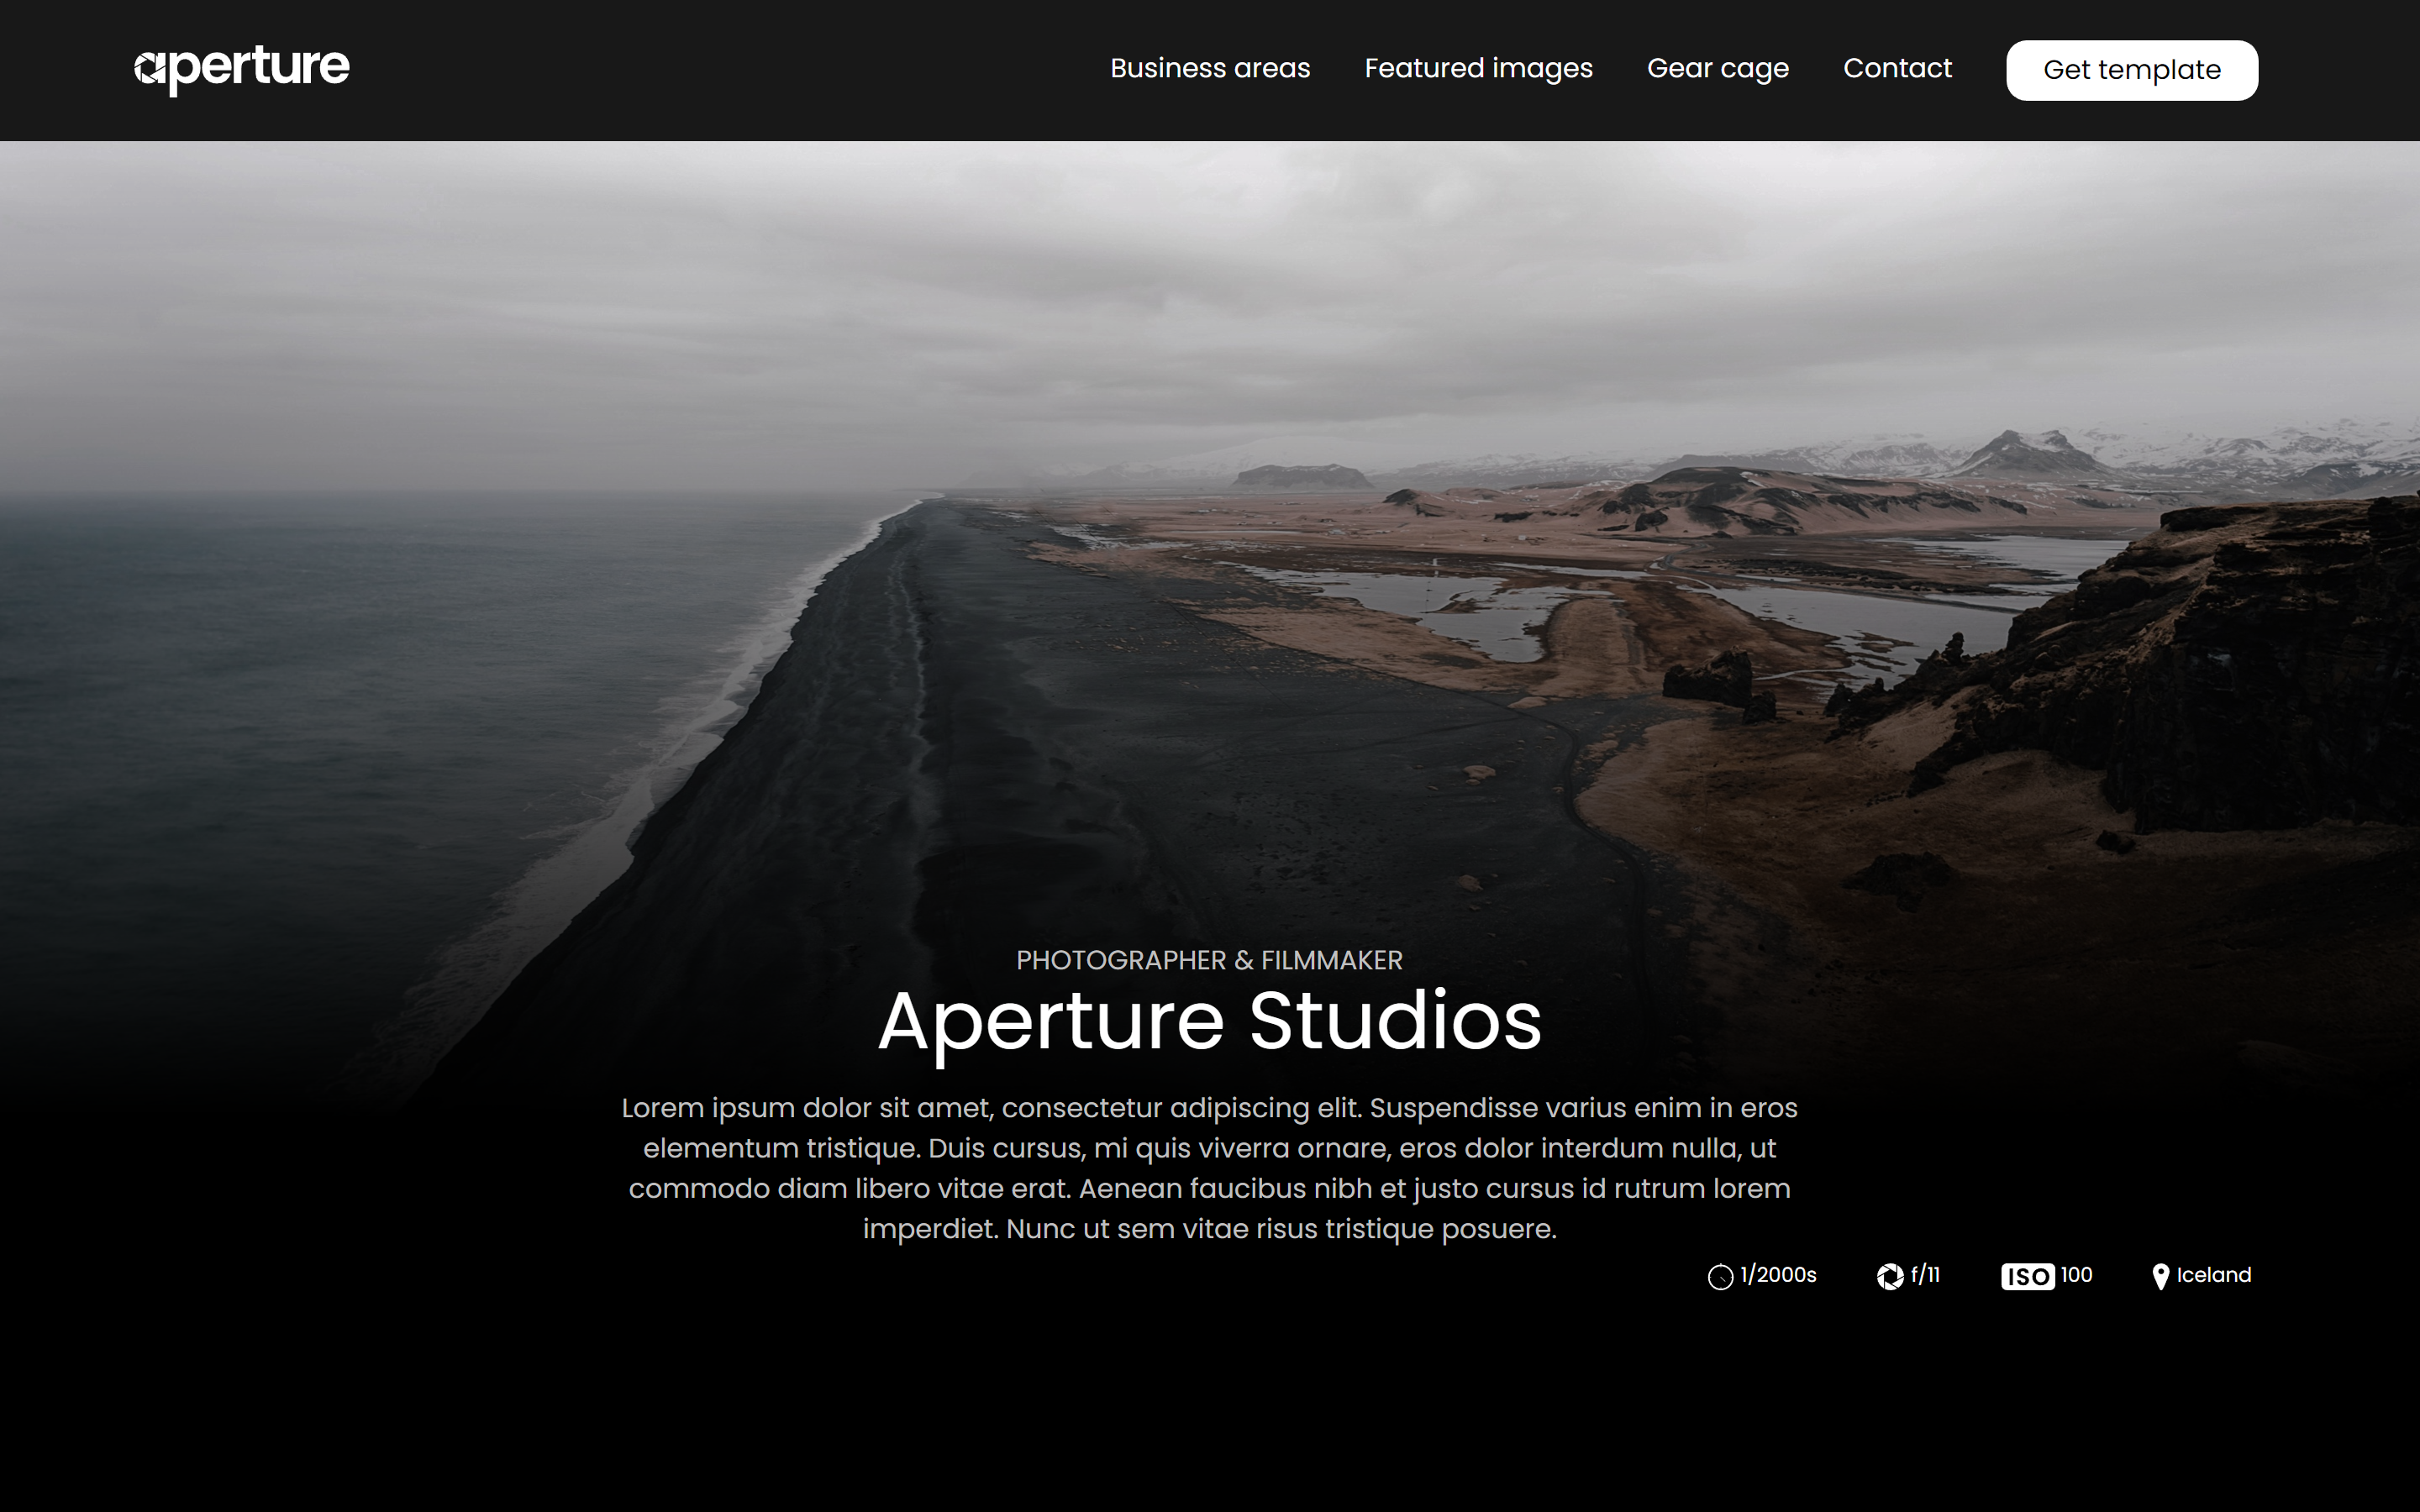 aperture
Business areas Featured images Gear cage Contact Get template
PHOTOGRAPHER & FILMMAKER
Aperture Studios
Lorem ipsum dolor sit amet, consectetur adipiscing elit. Suspendisse varius enim in eros
elementum tristique. Duis cursus, mi quis viverra ornare, eros dolor interdum nulla, ut
commodo diam libero vitae erat. Aenean faucibus nibh et justo cursus id rutrum lorem
imperdiet. Nunc ut sem vitae risus tristique posuere.
1/2000s f/11 ISO 100 Iceland